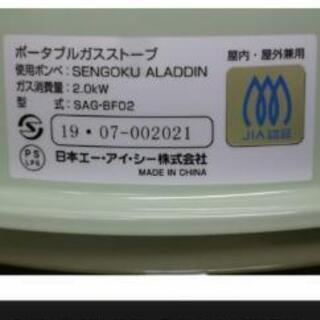 ポータブルガスストーブ
屋内・屋外兼用
使用ボンベ：SENGOKU ALADDIN
ガス消費量：2.0kW
型 式：SAG-BF02
S
19・07-002021
JIA認証
PS
LPG
日本エー・アイ・シー株式会社
MADE IN CHINA